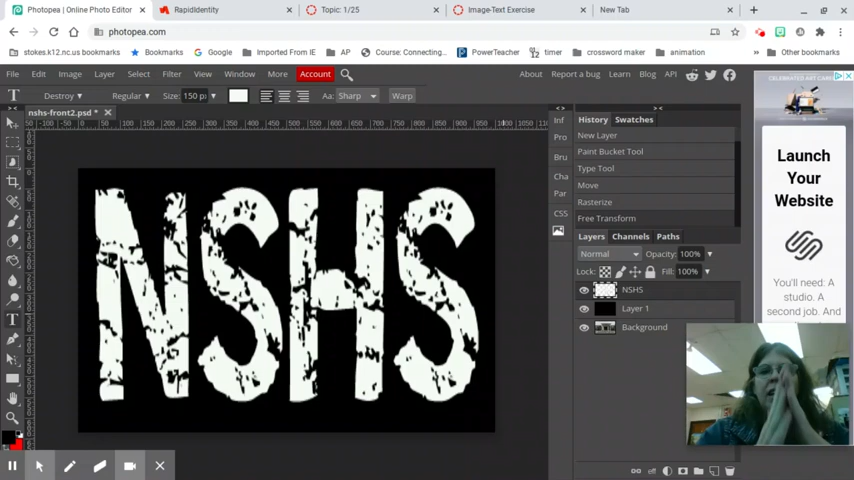 Photopea | Online Photo Editor
RapidIdentity
Topic: 1/25
Image-Text Exercise
New Tab
photopea.com
stokes.k12.nc.us bookmarks
Bookmarks
Google
Imported From IE
AP
Course: Connecting...
PowerTeacher
timer
crossword maker
animation
Other bookmarks
File Edit Image Layer Select Filter View Window More Account
About Report a bug Learn Blog API
Destroy Regular Size: 150 px Aa: Sharp Warp
nshs-front2.psd *
NSHS
Inf
Pro
Bru
Cha
Par
CSS
History Swatches
New Layer
Paint Bucket Tool
Type Tool
Move
Rasterize
Free Transform
Layers Channels Paths
Normal Opacity: 100%
Lock: Fill: 100%
NSHS
Layer 1
Background
CELEBRATED ART CARDS
Launch
Your
Website
You'll need: A
studio. A
second job. And